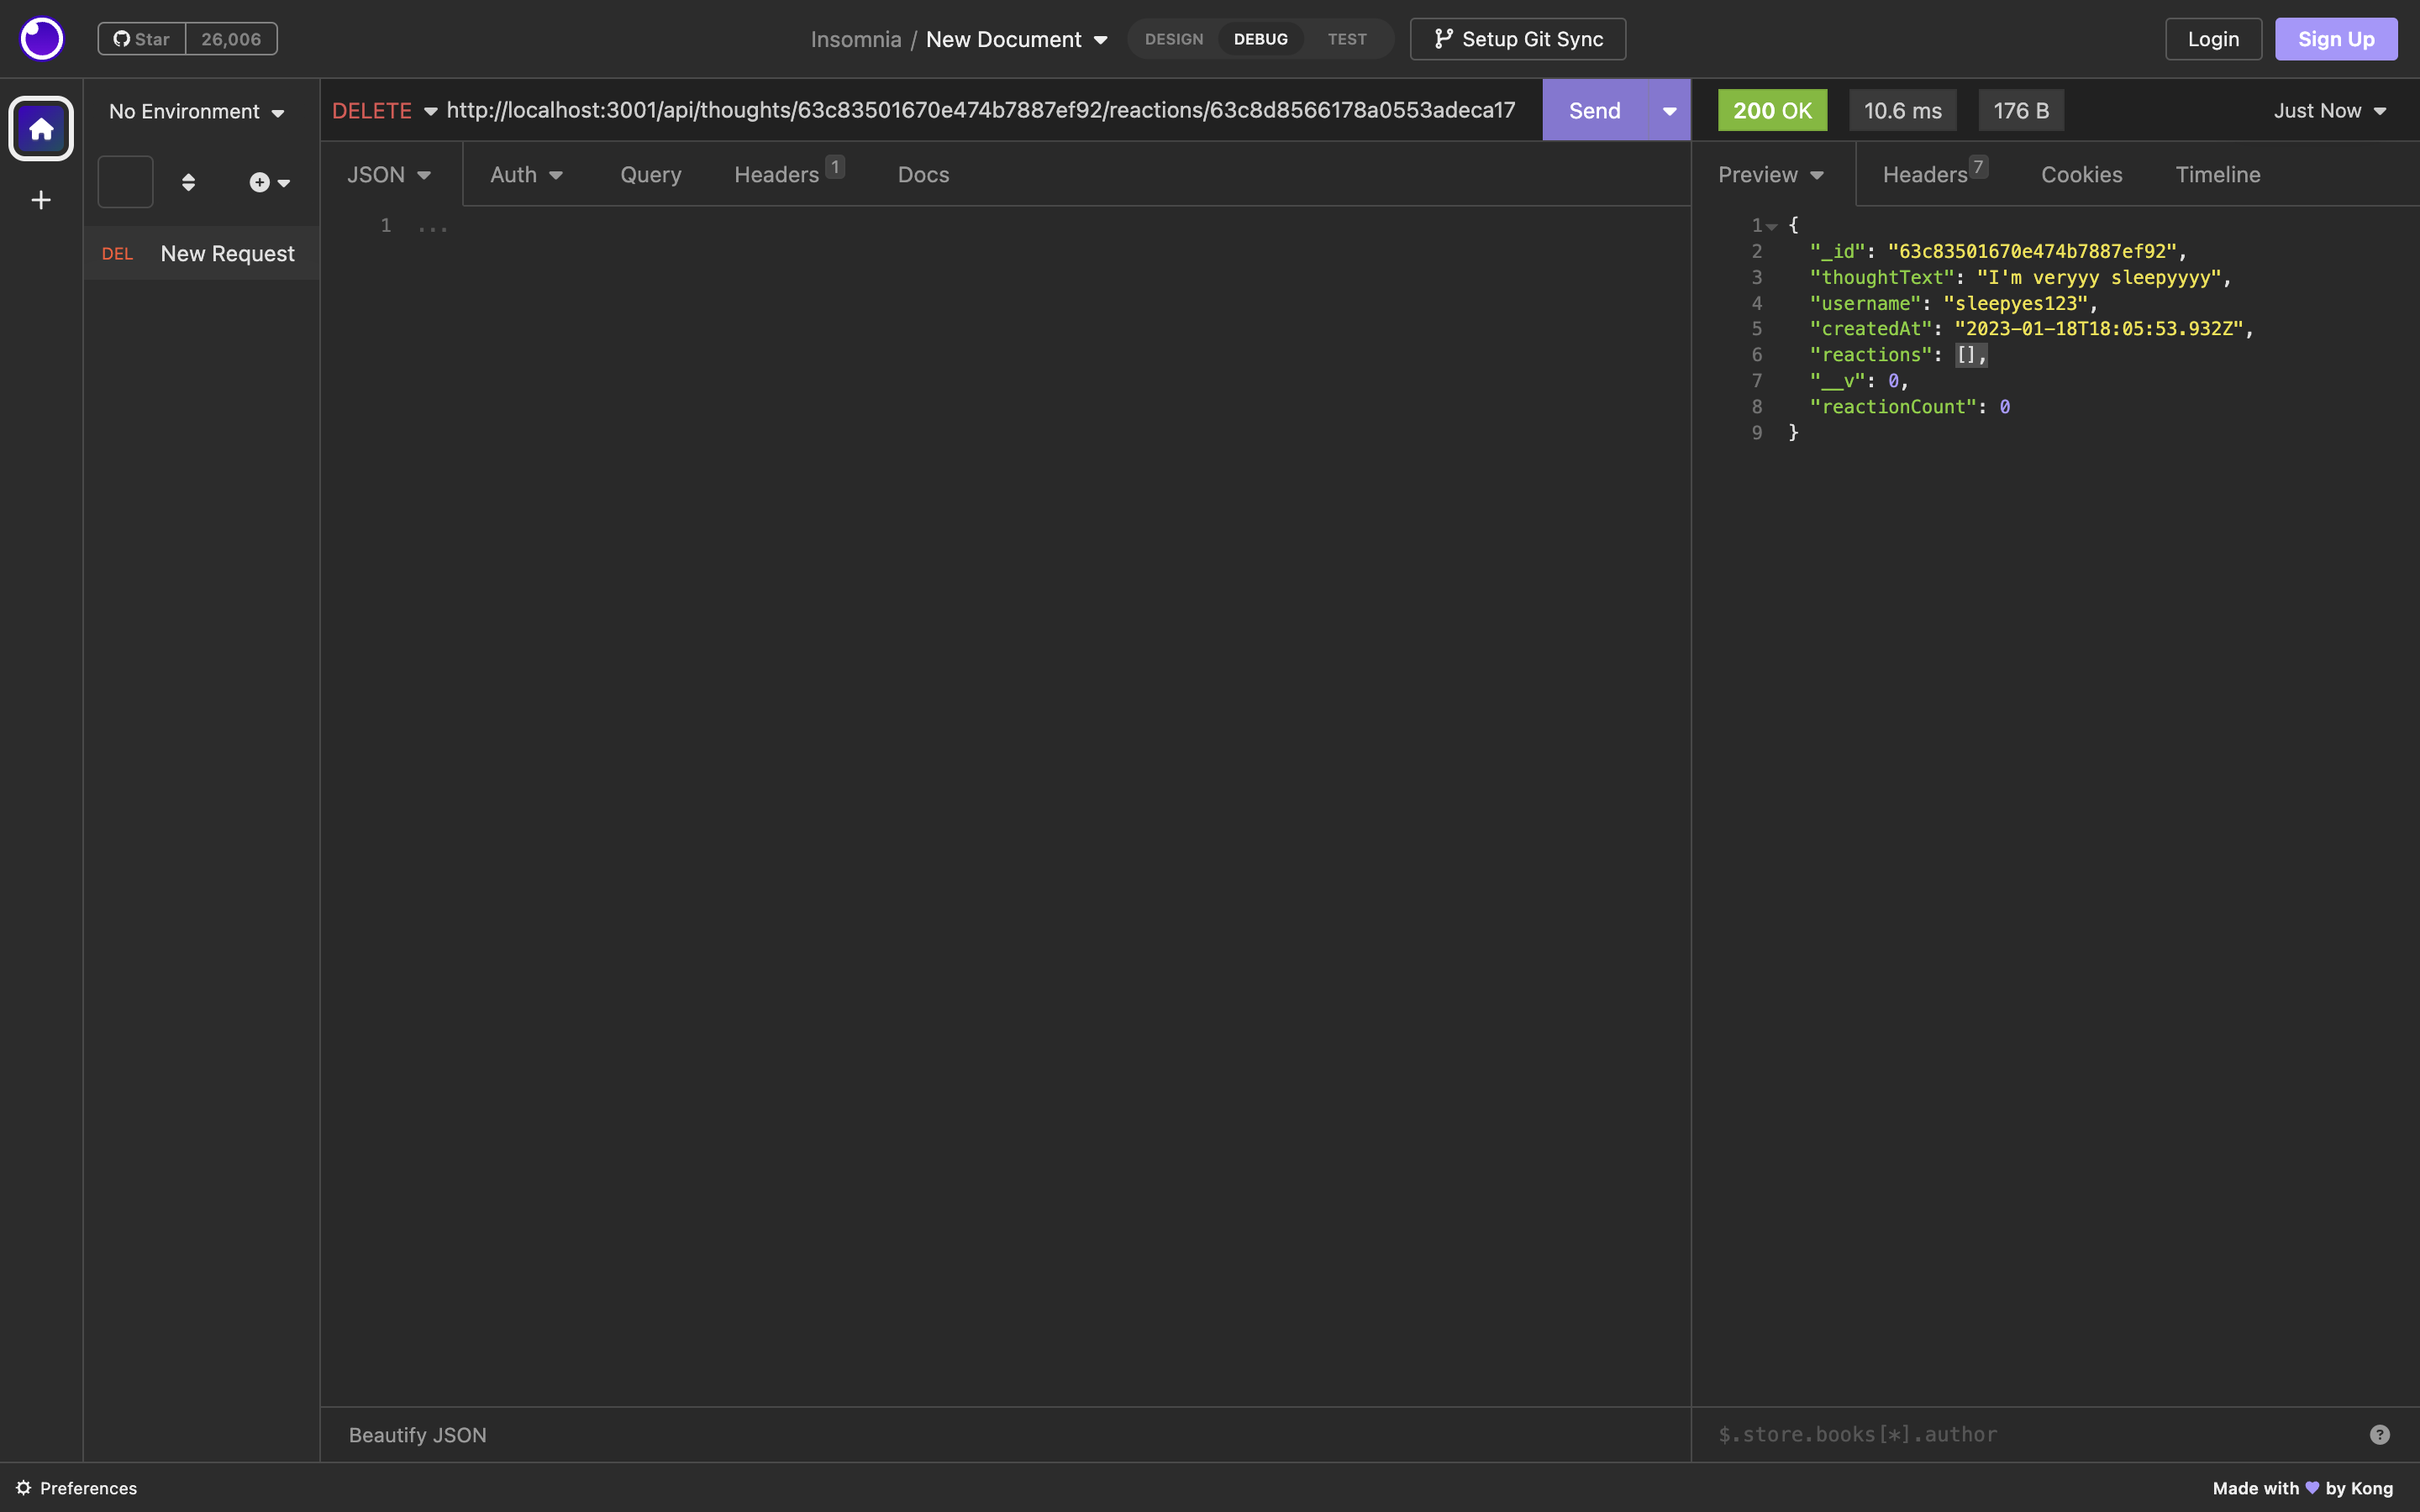 Star 26,006 Insomnia / New Document DESIGN DEBUG TEST Setup Git Sync Login Sign Up
No Environment
DEL New Request
DELETE http://localhost:3001/api/thoughts/63c83501670e474b7887ef92/reactions/63c8d8566178a0553adeca17 Send
JSON Auth Query Headers 1 Docs
1 ...
Beautify JSON
200 OK 10.6 ms 176 B Just Now
Preview Headers 7 Cookies Timeline
1 {
2 "_id": "63c83501670e474b7887ef92",
3 "thoughtText": "I'm veryyy sleepyyyy",
4 "username": "sleepyes123",
5 "createdAt": "2023-01-18T18:05:53.932Z",
6 "reactions": [],
7 "__v": 0,
8 "reactionCount": 0
9 }
$.store.books[*].author ?
Preferences Made with 💜 by Kong